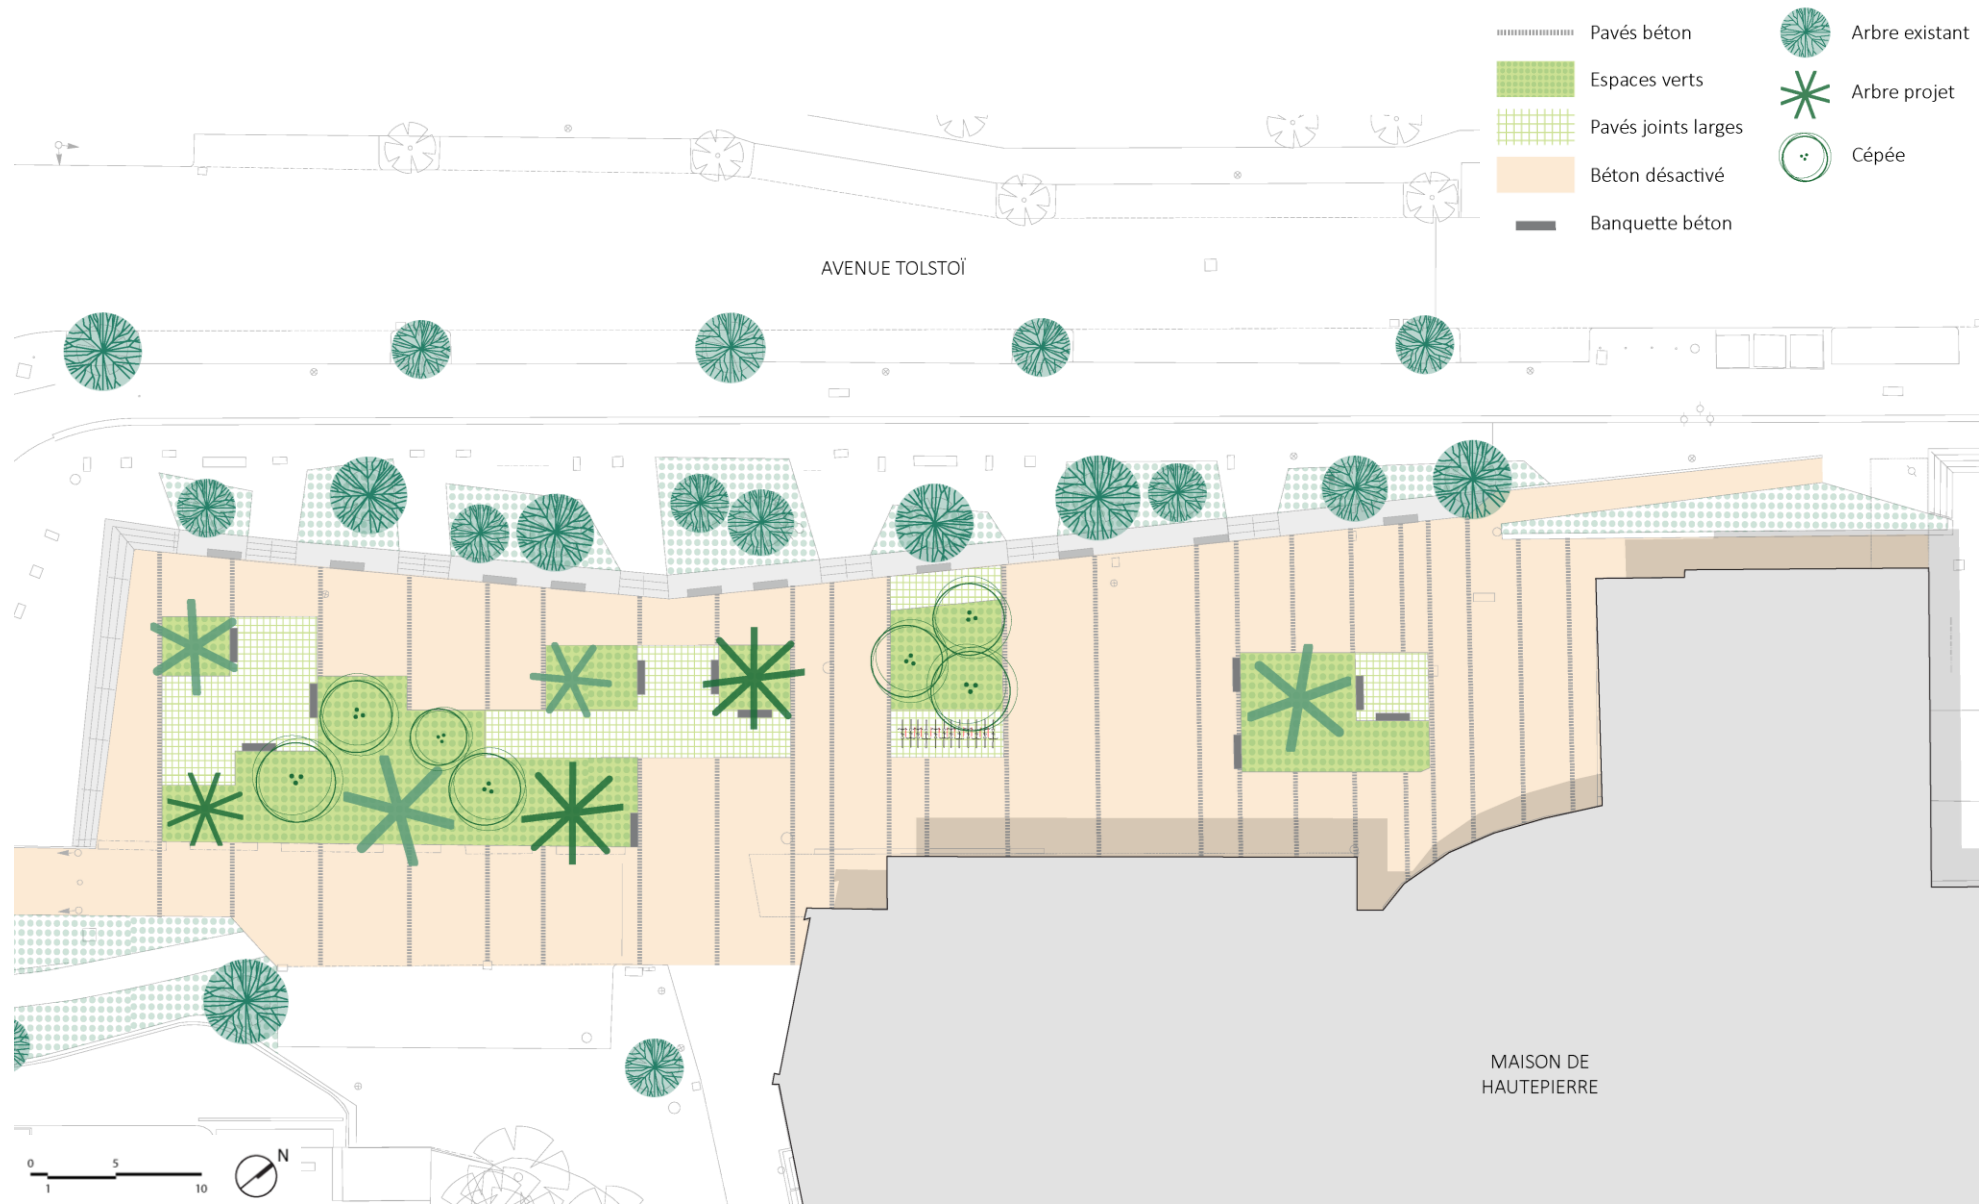 Pavés béton
Arbre existant
Espaces verts
Arbre projet
Pavés joints larges
Cépée
Béton désactivé
Banquette béton
AVENUE TOLSTOÏ
MAISON DE
HAUTEPIERRE
0 5
1 10
N